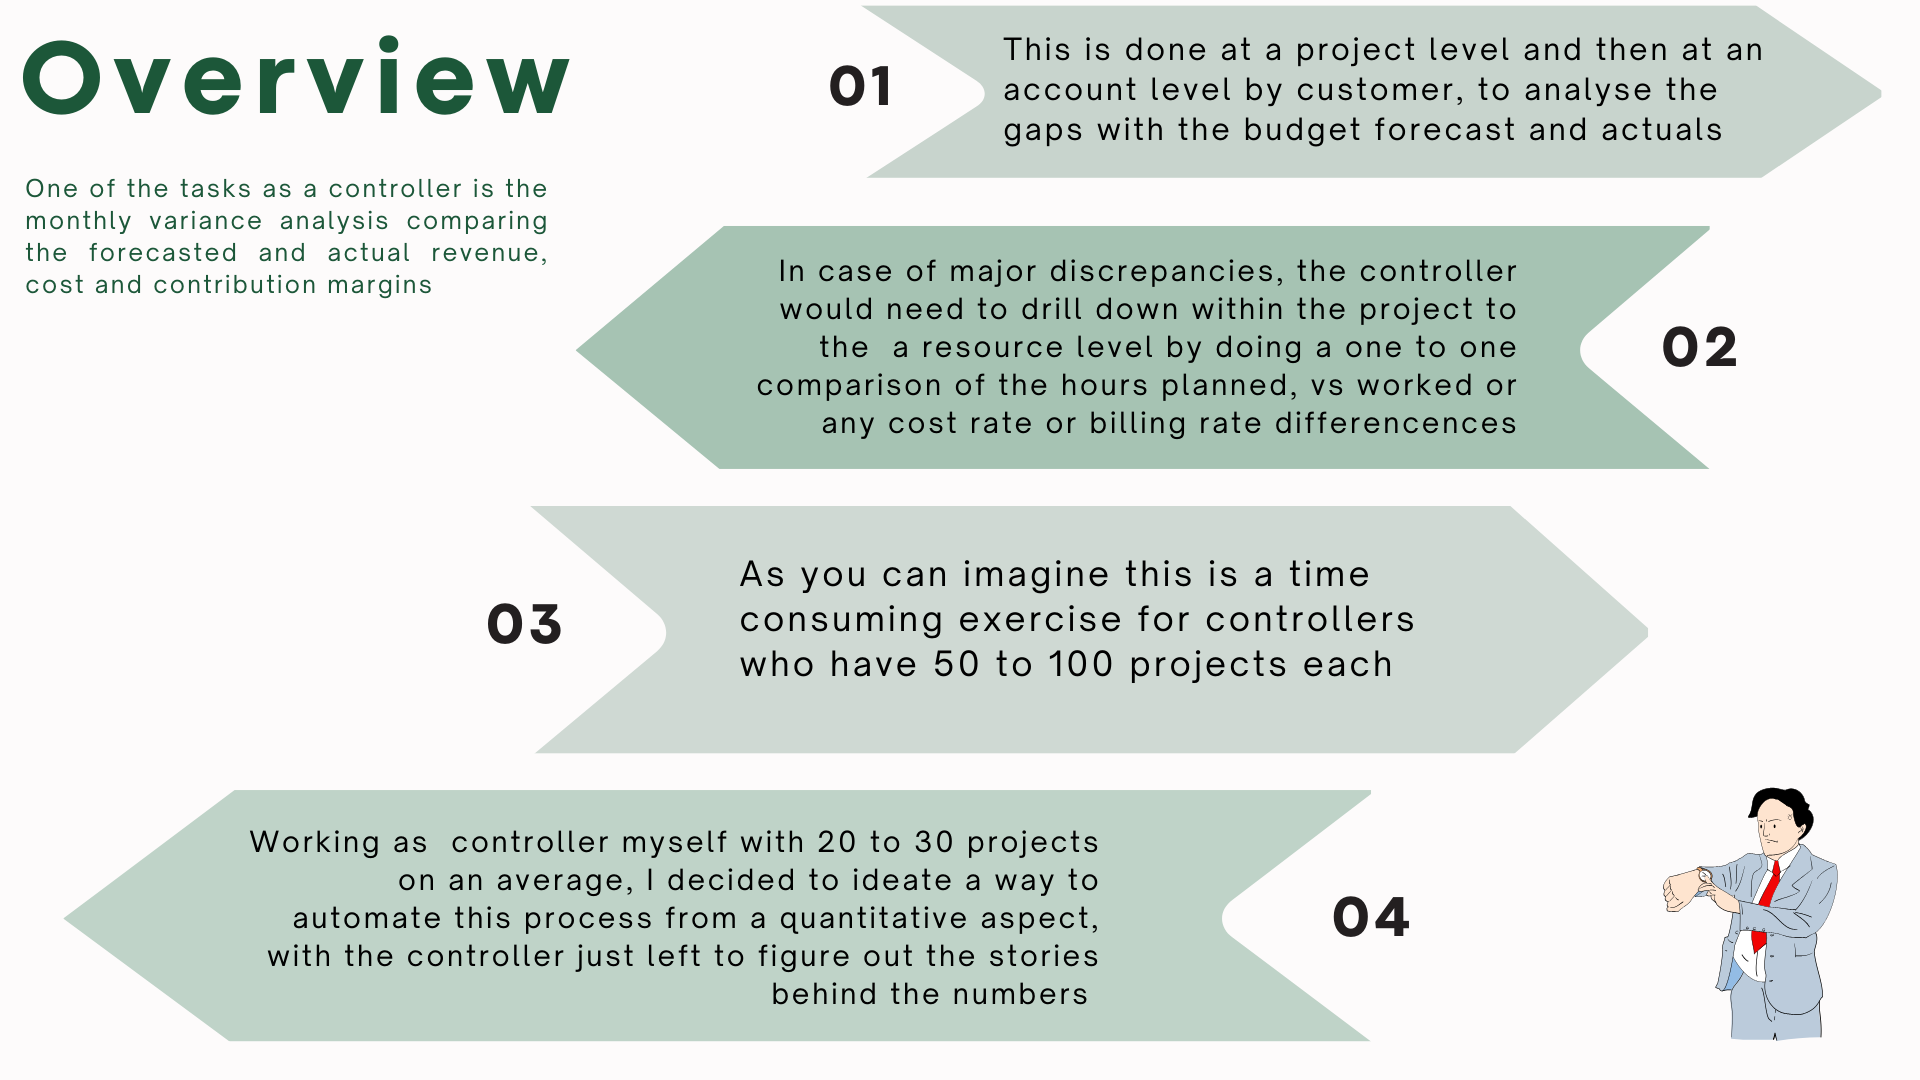 Overview
One of the tasks as a controller is the
monthly variance analysis comparing
the forecasted and actual revenue,
cost and contribution margins
01
This is done at a project level and then at an
account level by customer, to analyse the
gaps with the budget forecast and actuals
In case of major discrepancies, the controller
would need to drill down within the project to
the  a resource level by doing a one to one
comparison of the hours planned, vs worked or
any cost rate or billing rate differencences
02
03
As you can imagine this is a time
consuming exercise for controllers
who have 50 to 100 projects each
Working as  controller myself with 20 to 30 projects
on an average, I decided to ideate a way to
automate this process from a quantitative aspect,
with the controller just left to figure out the stories
behind the numbers
04